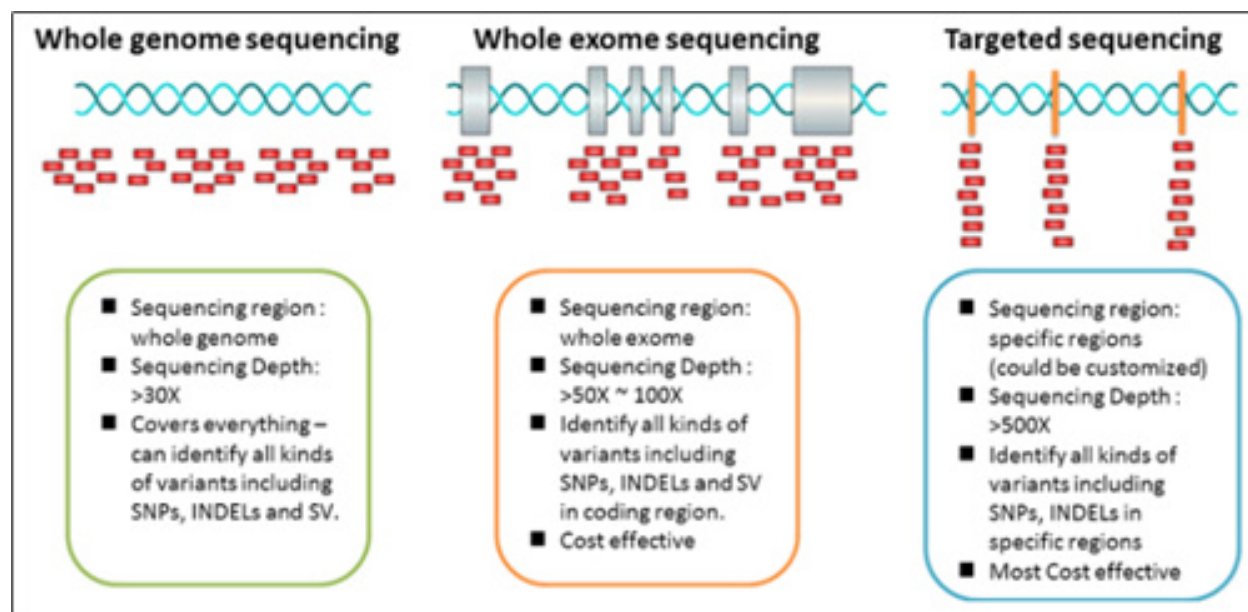 Whole genome sequencing
Whole exome sequencing
Targeted sequencing
■ Sequencing region :
whole genome
■ Sequencing Depth:
>30X
■ Covers everything –
can identify all kinds
of variants including
SNPs, INDELs and SV.
■ Sequencing region:
whole exome
■ Sequencing Depth :
>50X ~ 100X
■ Identify all kinds of
variants including
SNPs, INDELs and SV
in coding region.
■ Cost effective
■ Sequencing region:
specific regions
(could be customized)
■ Sequencing Depth :
>500X
■ Identify all kinds of
variants including
SNPs, INDELs in
specific regions
■ Most Cost effective